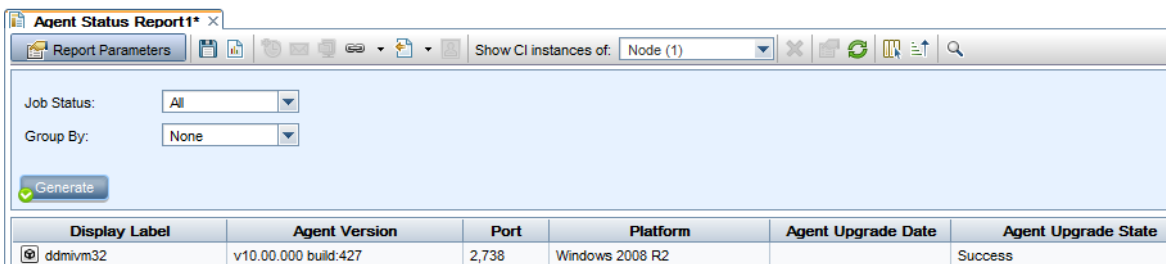 Agent Status Report1* ×
Report Parameters Show CI instances of: Node (1)
Job Status: All
Group By: None
Generate
Display Label Agent Version Port Platform Agent Upgrade Date Agent Upgrade State
ddmivm32 v10.00.000 build:427 2,738 Windows 2008 R2 Success